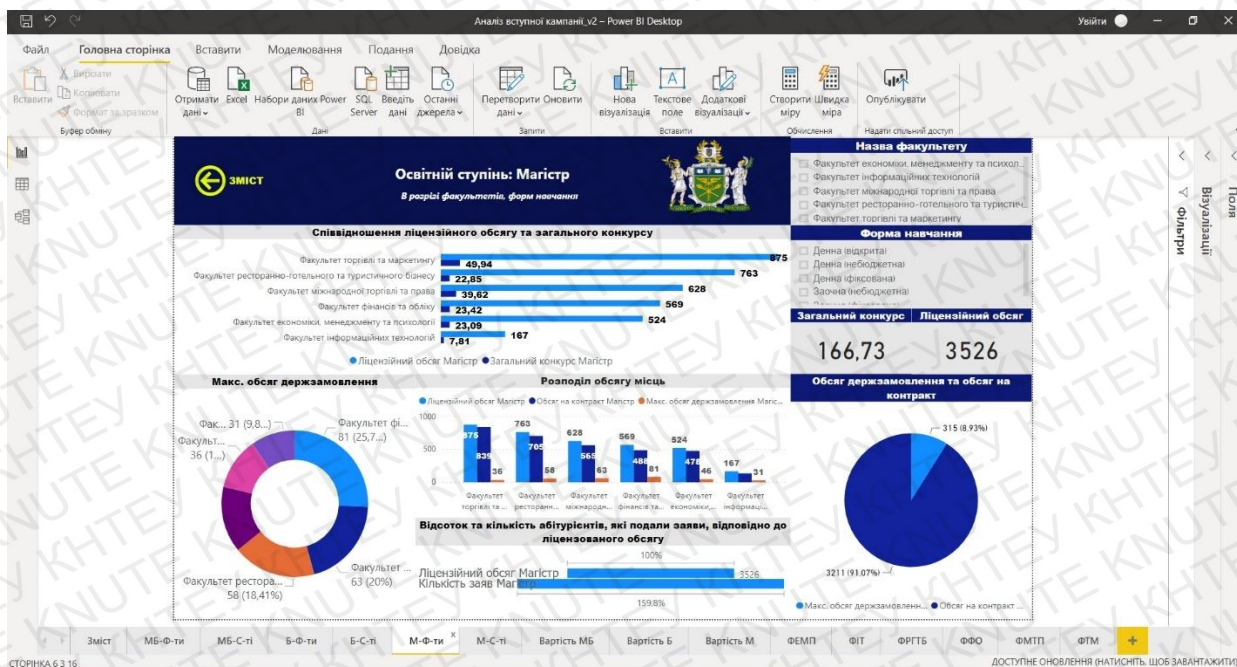 Аналіз вступної кампанії_v2 – Power BI Desktop
Увійти
Файл Головна сторінка Вставити Моделювання Подання Довідка
Вставити
Вирізати
Копіювати
Формат за зразком
Буфер обміну
Отримати дані
Excel
Набори даних Power BI
SQL Server
Введіть дані
Останні джерела
Дані
Перетворити дані
Оновити
Запити
Нова візуалізація
Текстове поле
Додаткові візуалізації
Вставити
Створити міру
Швидка міра
Обчислення
Опублікувати
Надати спільний доступ
ЗМІСТ
Освітній ступінь: Магістр
В розрізі факультетів, форм навчання
Назва факультету
Факультет економіки, менеджменту та психол...
Факультет інформаційних технологій
Факультет міжнародної торгівлі та права
Факультет ресторанно-готельного та туристич...
Факультет торгівлі та маркетингу
Форма навчання
Денна (відкрита)
Денна (небюджетна)
Денна (фіксована)
Заочна (небюджетна)
Співвідношення ліцензійного обсягу та загального конкурсу
Факультет торгівлі та маркетингу 875
49,94
Факультет ресторанно-готельного та туристичного бізнесу 763
22,85
Факультет міжнародної торгівлі та права 628
39,62
Факультет фінансів та обліку 569
23,42
Факультет економіки, менеджменту та психології 524
23,09
Факультет інформаційних технологій 167
7,81
Ліцензійний обсяг Магістр Загальний конкурс Магістр
Загальний конкурс Ліцензійний обсяг
166,73 3526
Макс. обсяг держзамовлення
Фак... 31 (9,8...)
Факультет фі... 81 (25,7...)
Факульт... 36 (1...)
Факультет ... 63 (20%)
Факультет рестора... 58 (18,41%)
Розподіл обсягу місць
Ліцензійний обсяг Магістр Обсяг на контракт Магістр Макс. обсяг держзамовлення Магіс...
1000
500
0
875 839 36
763 705 58
628 565 63
569 488 81
524 478 46
167 31
Факультет торгівлі та ...
Факультет ресторанн...
Факультет міжнародн...
Факультет фінансів та...
Факультет економіки,...
Факультет інформаці...
Відсоток та кількість абітурієнтів, які подали заяви, відповідно до
ліцензованого обсягу
100%
Ліцензійний обсяг Магістр 3526
Кількість заяв Магістр
159,8%
Обсяг держзамовлення та обсяг на
контракт
315 (8,93%)
3211 (91,07%)
Макс. обсяг держзамовленн... Обсяг на контракт ...
Фільтри
Візуалізації
Поля
Зміст МБ-Ф-ти МБ-С-ті Б-Ф-ти Б-С-ті М-Ф-ти М-С-ті Вартість МБ Вартість Б Вартість М ФЕМП ФІТ ФРГТБ ФФО ФМТП ФТМ
СТОРІНКА 6 З 16
ДОСТУПНЕ ОНОВЛЕННЯ (НАТИСНІТЬ, ЩОБ ЗАВАНТАЖИТИ)
KNUTEY KNUTEY KNUTEY